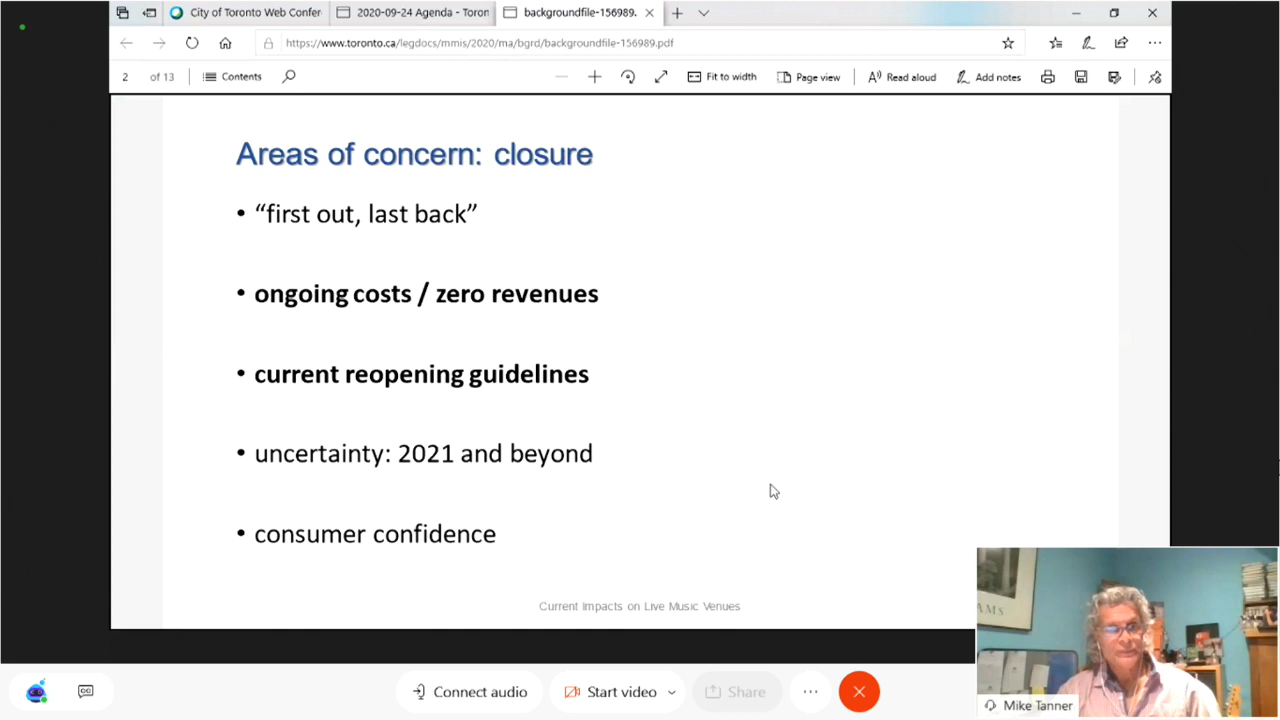 City of Toronto Web Confer
2020-09-24 Agenda - Toron
backgroundfile-156989.
https://www.toronto.ca/legdocs/mmis/2020/ma/bgrd/backgroundfile-156989.pdf
2 of 13
Contents
Fit to width
Page view
Read aloud
Add notes
Areas of concern: closure
• “first out, last back”
• ongoing costs / zero revenues
• current reopening guidelines
• uncertainty: 2021 and beyond
• consumer confidence
Current Impacts on Live Music Venues
AMS
Mike Tanner
CC
Connect audio
Start video
Share